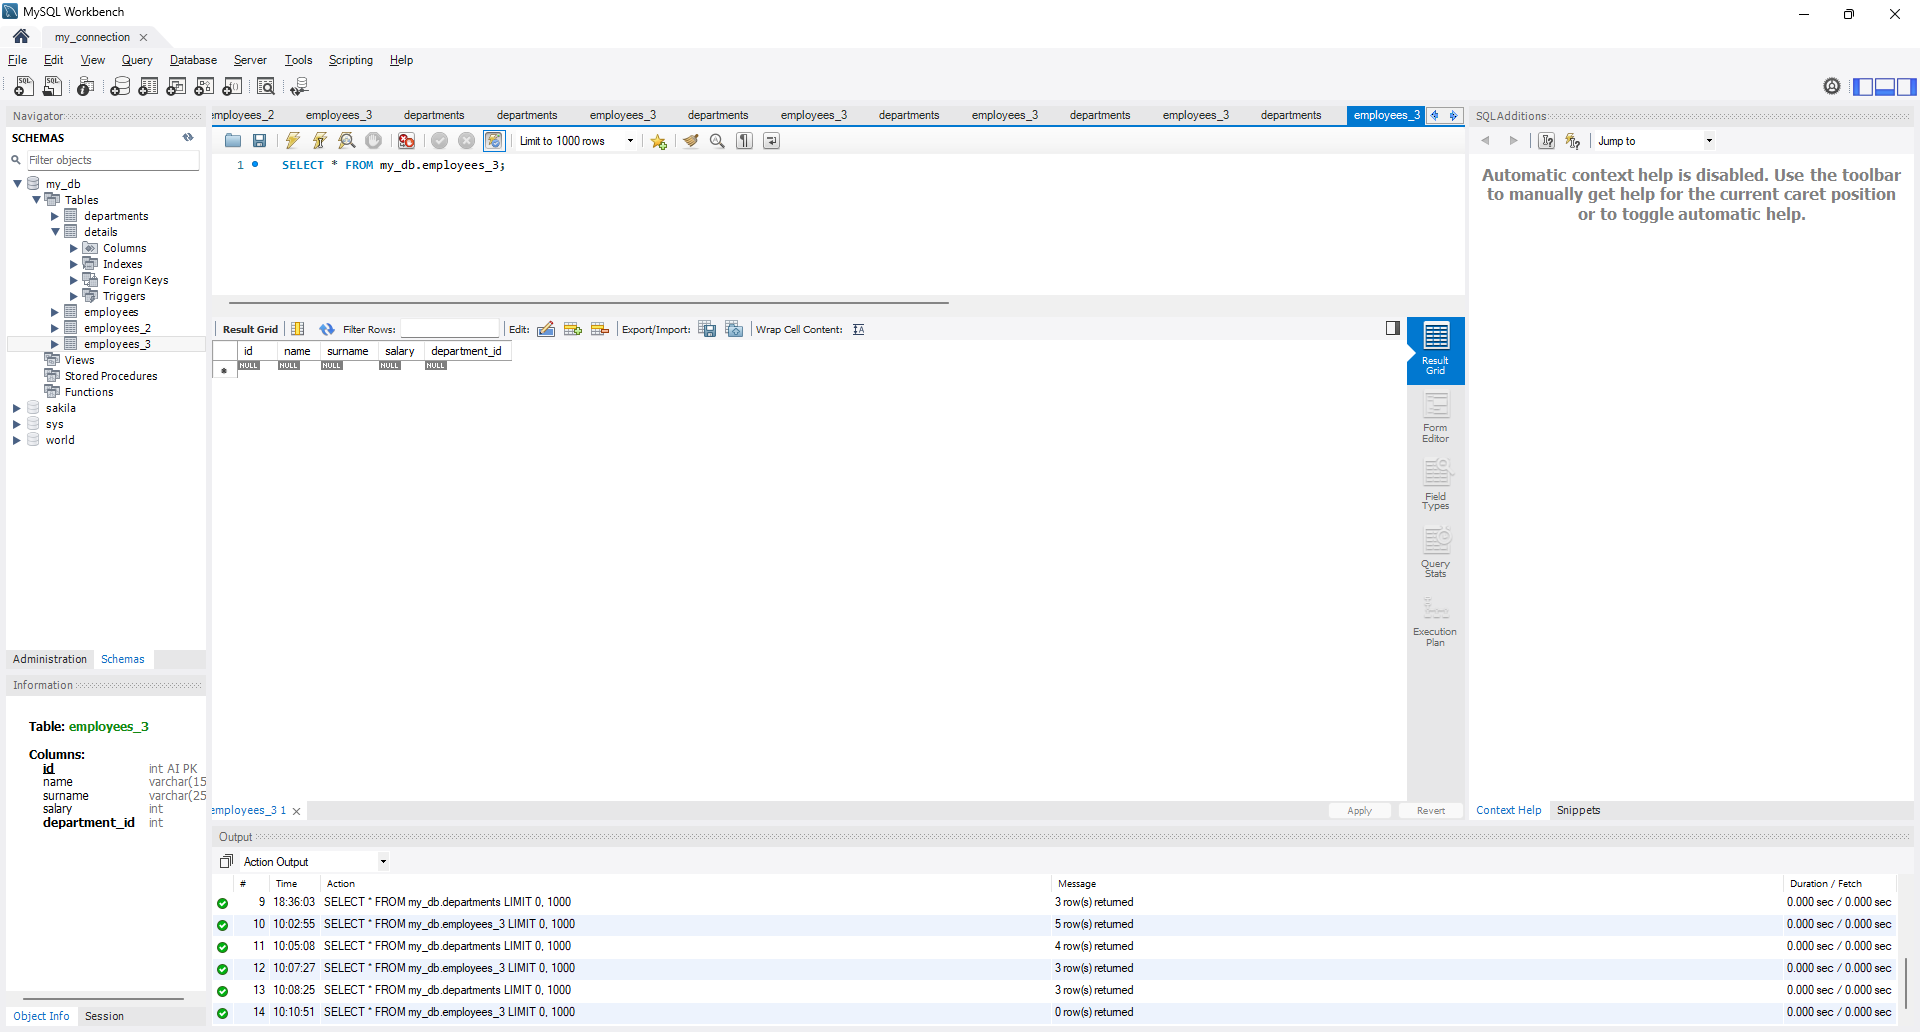 MySQL Workbench
my_connection
File Edit View Query Database Server Tools Scripting Help
Navigator
SCHEMAS
Filter objects
my_db
Tables
departments
details
Columns
Indexes
Foreign Keys
Triggers
employees
employees_2
employees_3
Views
Stored Procedures
Functions
sakila
sys
world
Administration Schemas
Information
Table: employees_3
Columns:
id int AI PK
name varchar(15
surname varchar(25
salary int
department_id int
Object Info Session
mployees_2 employees_3 departments departments employees_3 departments employees_3 departments employees_3 departments employees_3 departments employees_3
Limit to 1000 rows
1 SELECT * FROM my_db.employees_3;
Result Grid Filter Rows: Edit: Export/Import: Wrap Cell Content:
id name surname salary department_id
NULL NULL NULL NULL NULL
Result Grid
Form Editor
Field Types
Query Stats
Execution Plan
employees_3 1 Apply Revert
SQLAdditions
Jump to
Automatic context help is disabled. Use the toolbar
to manually get help for the current caret position
or to toggle automatic help.
Context Help Snippets
Output
Action Output
# Time Action Message Duration / Fetch
9 18:36:03 SELECT * FROM my_db.departments LIMIT 0, 1000 3 row(s) returned 0.000 sec / 0.000 sec
10 10:02:55 SELECT * FROM my_db.employees_3 LIMIT 0, 1000 5 row(s) returned 0.000 sec / 0.000 sec
11 10:05:08 SELECT * FROM my_db.departments LIMIT 0, 1000 4 row(s) returned 0.000 sec / 0.000 sec
12 10:07:27 SELECT * FROM my_db.employees_3 LIMIT 0, 1000 3 row(s) returned 0.000 sec / 0.000 sec
13 10:08:25 SELECT * FROM my_db.departments LIMIT 0, 1000 3 row(s) returned 0.000 sec / 0.000 sec
14 10:10:51 SELECT * FROM my_db.employees_3 LIMIT 0, 1000 0 row(s) returned 0.000 sec / 0.000 sec